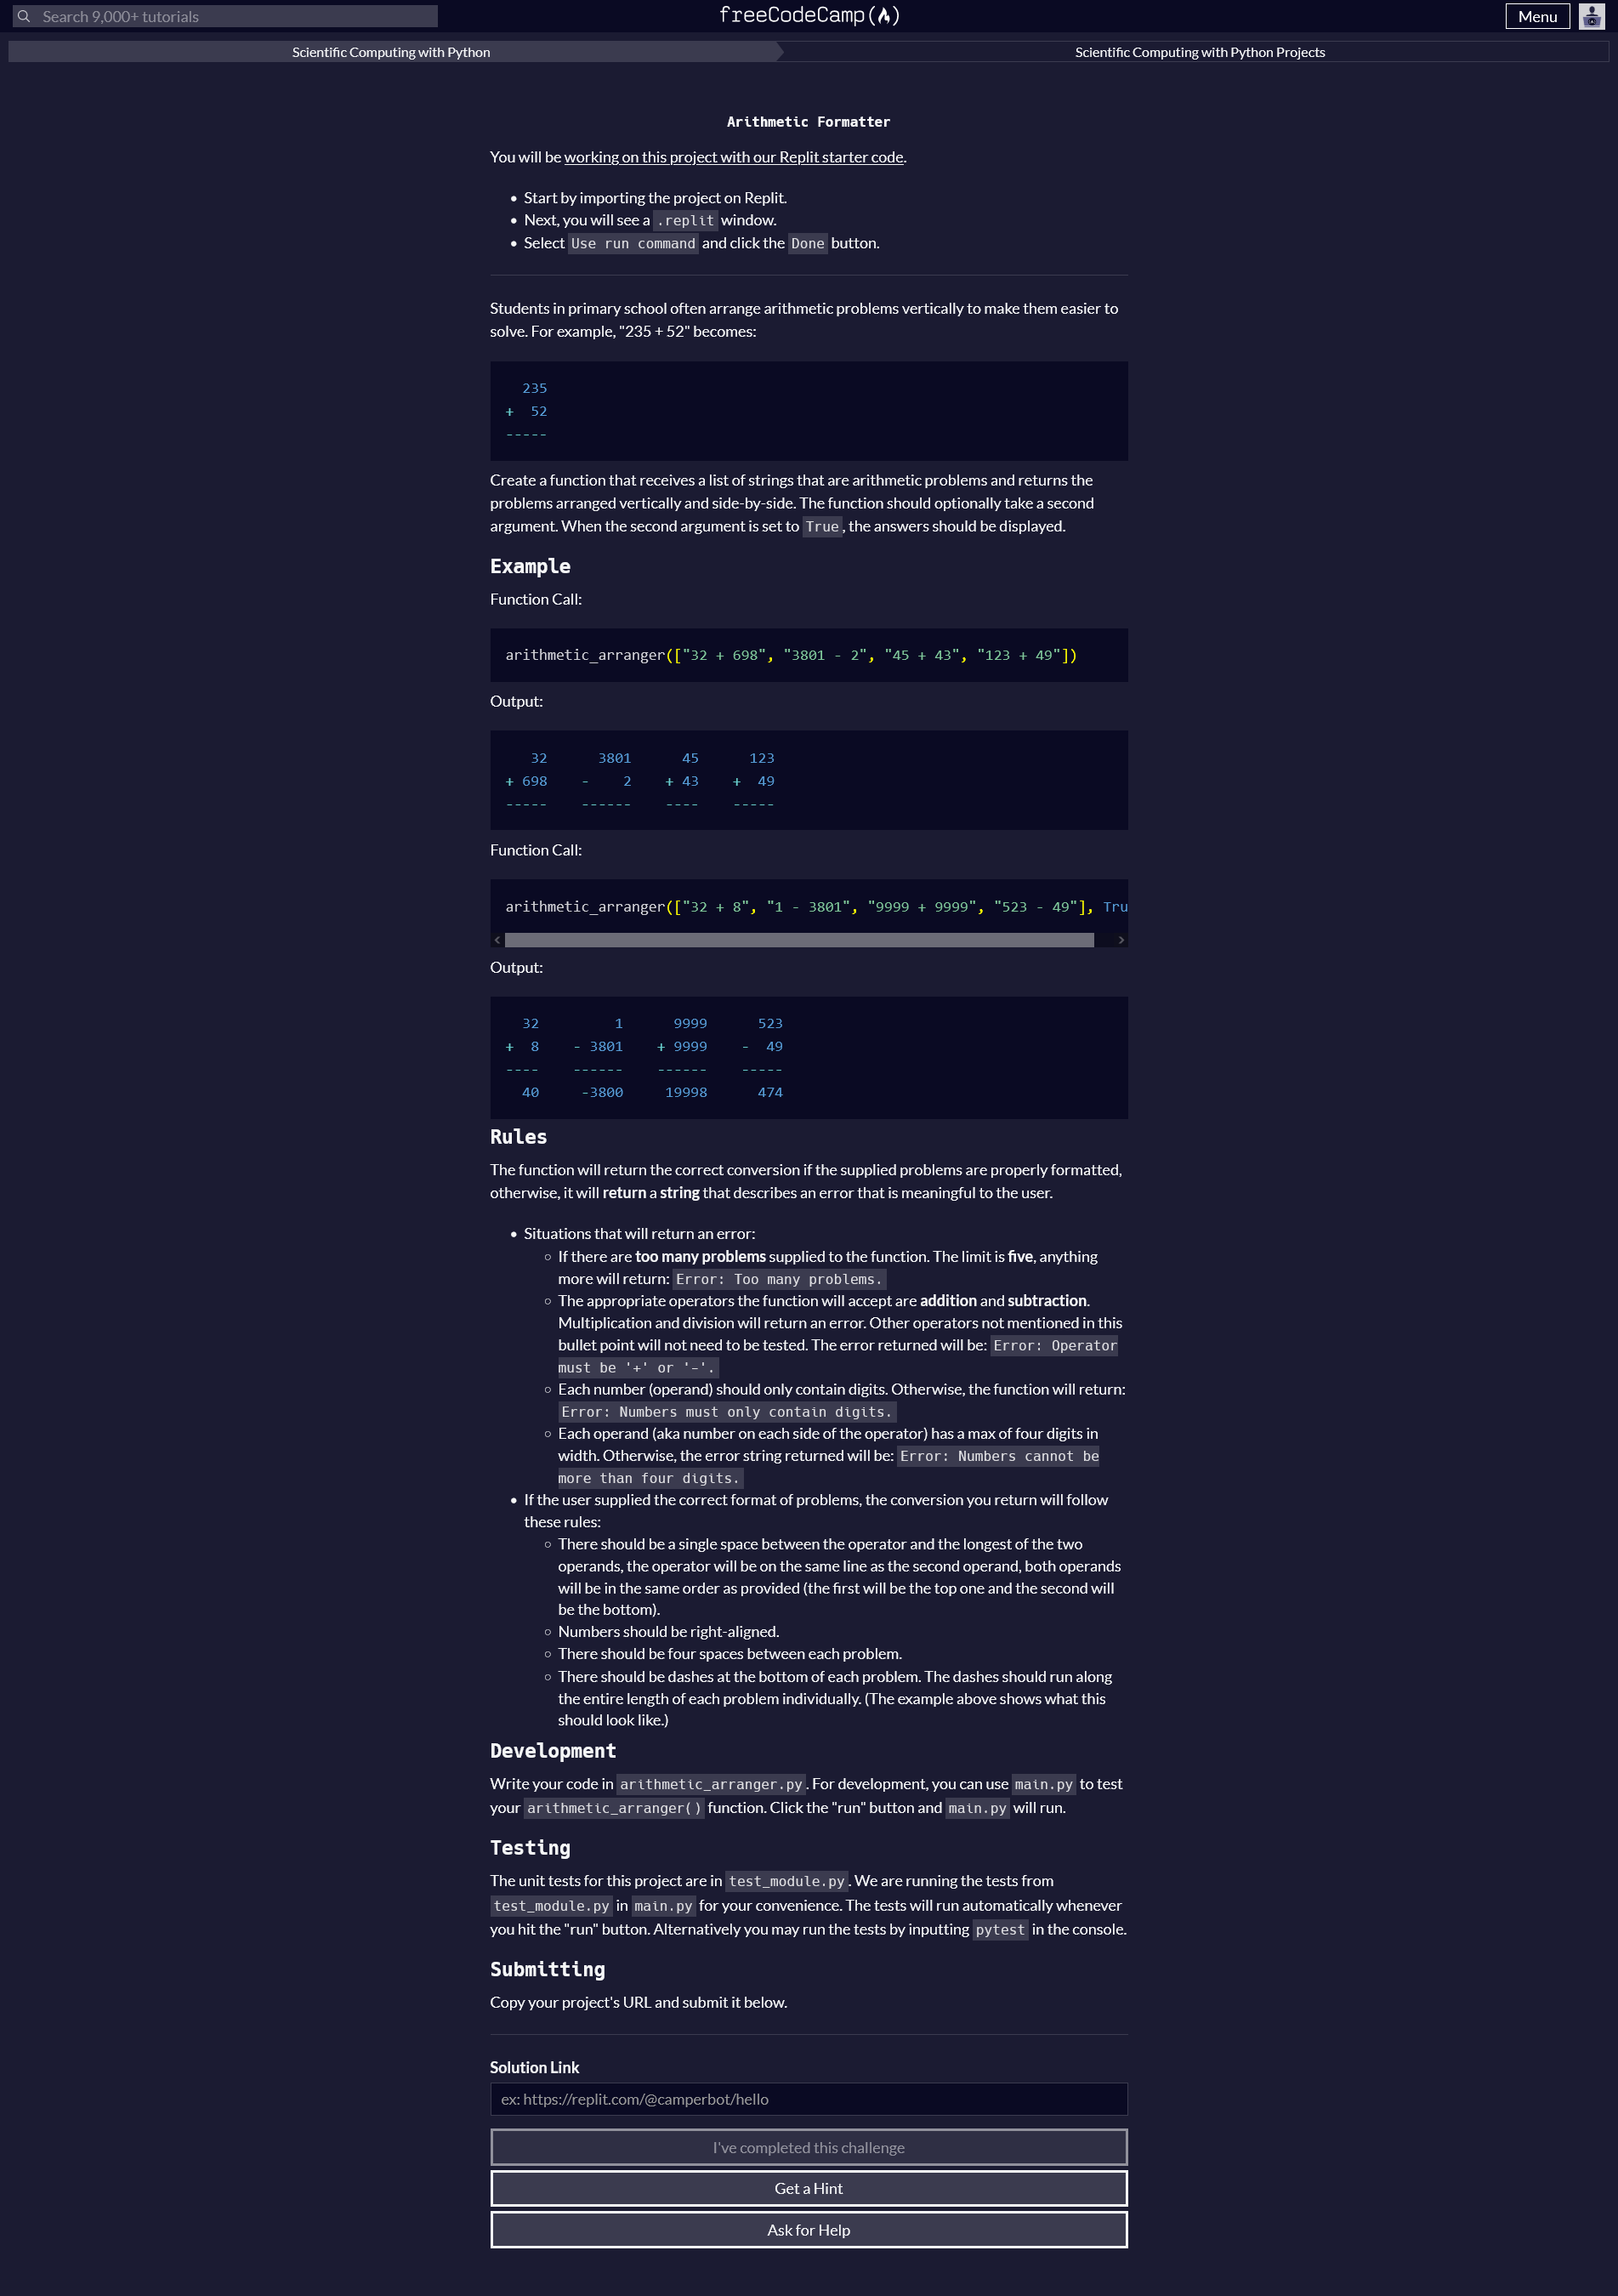 Search 9,000+ tutorials
freeCodeCamp(🔥)
Menu
Scientific Computing with Python
Scientific Computing with Python Projects
Arithmetic Formatter
You will be working on this project with our Replit starter code.
• Start by importing the project on Replit.
• Next, you will see a .replit window.
• Select Use run command and click the Done button.
Students in primary school often arrange arithmetic problems vertically to make them easier to
solve. For example, "235 + 52" becomes:
  235
+  52
-----
Create a function that receives a list of strings that are arithmetic problems and returns the
problems arranged vertically and side-by-side. The function should optionally take a second
argument. When the second argument is set to True, the answers should be displayed.
Example
Function Call:
arithmetic_arranger(["32 + 698", "3801 - 2", "45 + 43", "123 + 49"])
Output:
   32      3801      45      123
+ 698    -    2    + 43    +  49
-----    ------    ----    -----
Function Call:
arithmetic_arranger(["32 + 8", "1 - 3801", "9999 + 9999", "523 - 49"], Tru
Output:
  32         1      9999      523
+  8    - 3801    + 9999    -  49
----    ------    ------    -----
  40     -3800     19998      474
Rules
The function will return the correct conversion if the supplied problems are properly formatted,
otherwise, it will return a string that describes an error that is meaningful to the user.
• Situations that will return an error:
◦ If there are too many problems supplied to the function. The limit is five, anything
more will return: Error: Too many problems.
◦ The appropriate operators the function will accept are addition and subtraction.
Multiplication and division will return an error. Other operators not mentioned in this
bullet point will not need to be tested. The error returned will be: Error: Operator
must be '+' or '-'.
◦ Each number (operand) should only contain digits. Otherwise, the function will return:
Error: Numbers must only contain digits.
◦ Each operand (aka number on each side of the operator) has a max of four digits in
width. Otherwise, the error string returned will be: Error: Numbers cannot be
more than four digits.
• If the user supplied the correct format of problems, the conversion you return will follow
these rules:
◦ There should be a single space between the operator and the longest of the two
operands, the operator will be on the same line as the second operand, both operands
will be in the same order as provided (the first will be the top one and the second will
be the bottom).
◦ Numbers should be right-aligned.
◦ There should be four spaces between each problem.
◦ There should be dashes at the bottom of each problem. The dashes should run along
the entire length of each problem individually. (The example above shows what this
should look like.)
Development
Write your code in arithmetic_arranger.py. For development, you can use main.py to test
your arithmetic_arranger() function. Click the "run" button and main.py will run.
Testing
The unit tests for this project are in test_module.py. We are running the tests from
test_module.py in main.py for your convenience. The tests will run automatically whenever
you hit the "run" button. Alternatively you may run the tests by inputting pytest in the console.
Submitting
Copy your project's URL and submit it below.
Solution Link
ex: https://replit.com/@camperbot/hello
I've completed this challenge
Get a Hint
Ask for Help